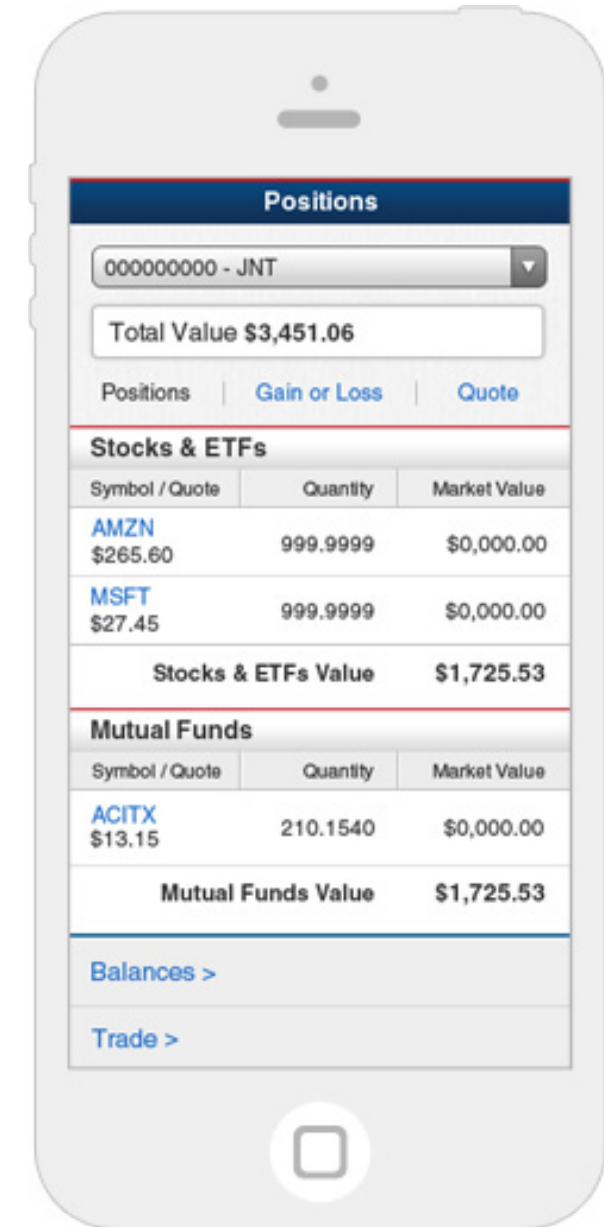 Positions
000000000 - JNT
Total Value $3,451.06
Positions | Gain or Loss | Quote
Stocks & ETFs
Symbol / Quote Quantity Market Value
AMZN
$265.60 999.9999 $0,000.00
MSFT
$27.45 999.9999 $0,000.00
Stocks & ETFs Value $1,725.53
Mutual Funds
Symbol / Quote Quantity Market Value
ACITX
$13.15 210.1540 $0,000.00
Mutual Funds Value $1,725.53
Balances >
Trade >